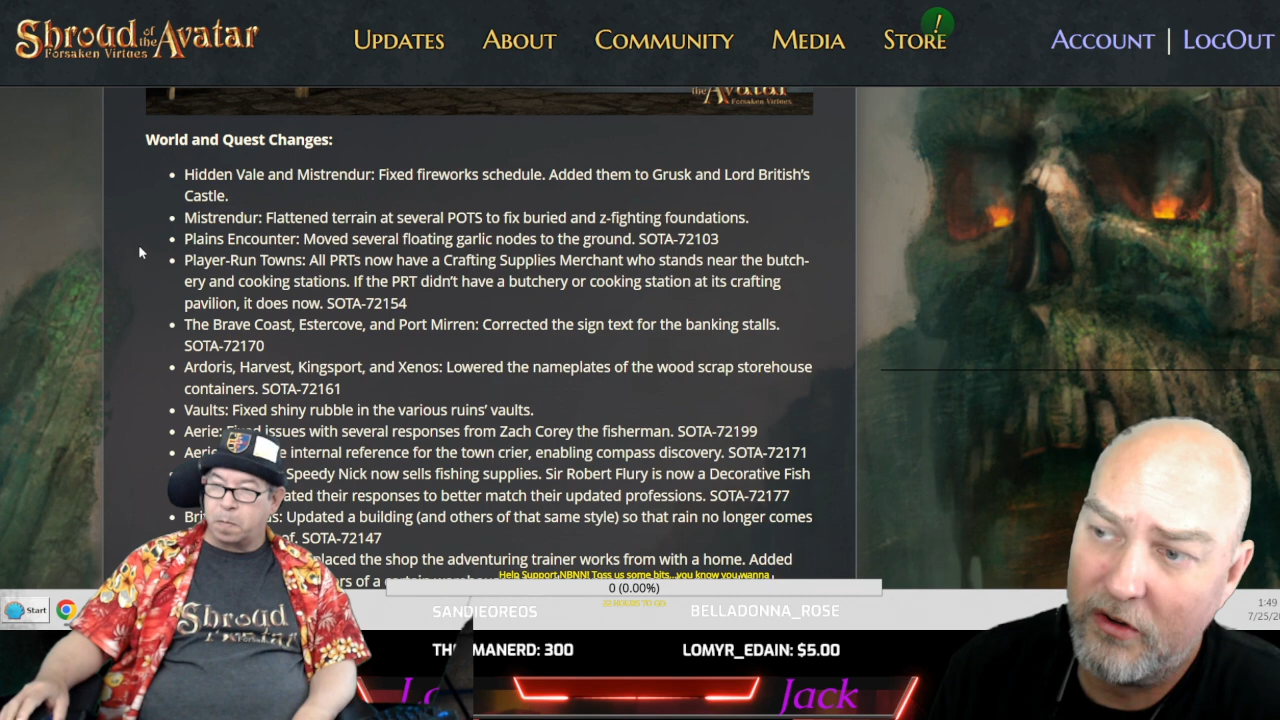 Shroud of the Avatar
Forsaken Virtues
UPDATES ABOUT COMMUNITY MEDIA STORE ! ACCOUNT | LOGOUT
the Avatar
Forsaken Virtues
World and Quest Changes:
• Hidden Vale and Mistrendur: Fixed fireworks schedule. Added them to Grusk and Lord British's
Castle.
• Mistrendur: Flattened terrain at several POTS to fix buried and z-fighting foundations.
• Plains Encounter: Moved several floating garlic nodes to the ground. SOTA-72103
• Player-Run Towns: All PRTs now have a Crafting Supplies Merchant who stands near the butch-
ery and cooking stations. If the PRT didn't have a butchery or cooking station at its crafting
pavilion, it does now. SOTA-72154
• The Brave Coast, Estercove, and Port Mirren: Corrected the sign text for the banking stalls.
SOTA-72170
• Ardoris, Harvest, Kingsport, and Xenos: Lowered the nameplates of the wood scrap storehouse
containers. SOTA-72161
• Vaults: Fixed shiny rubble in the various ruins' vaults.
• Aerie: Fixed issues with several responses from Zach Corey the fisherman. SOTA-72199
• internal reference for the town crier, enabling compass discovery. SOTA-72171
Speedy Nick now sells fishing supplies. Sir Robert Flury is now a Decorative Fish
their responses to better match their updated professions. SOTA-72177
Updated a building (and others of that same style) so that rain no longer comes
SOTA-72147
the shop the adventuring trainer works from with a home. Added
of a
Help Support NBNN! Toss us some bits...you know you wanna
0 (0.00%)
Start
1:49
SANDIEOREOS BELLADONNA_ROSE
7/25/20
MANERD: 300 LOMYR_EDAIN: $5.00
Jack
Shroud
Avatar